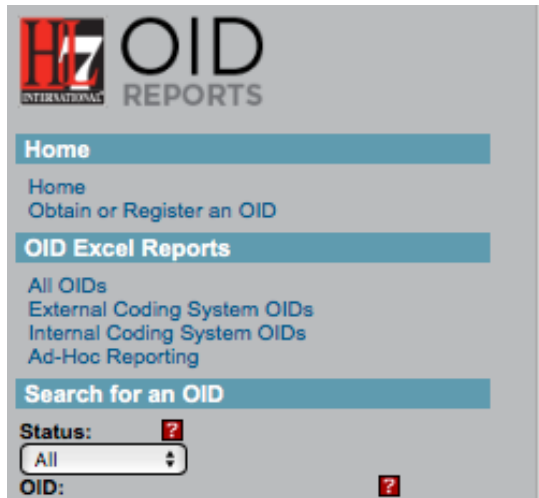 HL7 OID
INTERNATIONAL® REPORTS
Home
Home
Obtain or Register an OID
OID Excel Reports
All OIDs
External Coding System OIDs
Internal Coding System OIDs
Ad-Hoc Reporting
Search for an OID
Status: ?
All
OID: ?